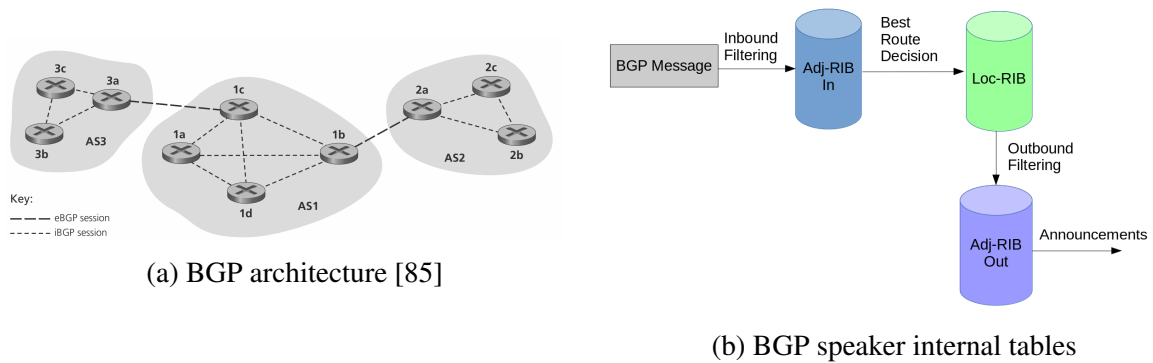 3c
3a
3b
AS3
1c
1a
1b
1d
AS1
2c
2a
2b
AS2
Key:
eBGP session
iBGP session
(a) BGP architecture [85]
BGP Message
Inbound
Filtering
Adj-RIB
In
Best
Route
Decision
Loc-RIB
Outbound
Filtering
Adj-RIB
Out
Announcements
(b) BGP speaker internal tables